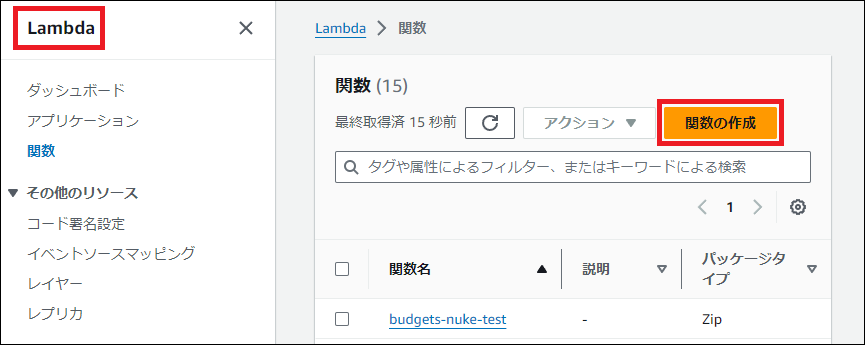 Lambda
ダッシュボード
アプリケーション
関数
その他のリソース
コード署名設定
イベントソースマッピング
レイヤー
レプリカ
Lambda 関数
関数 (15)
最終取得済 15 秒前 アクション 関数の作成
タグや属性によるフィルター、またはキーワードによる検索
1
関数名 説明 パッケージタ
イプ
budgets-nuke-test - Zip